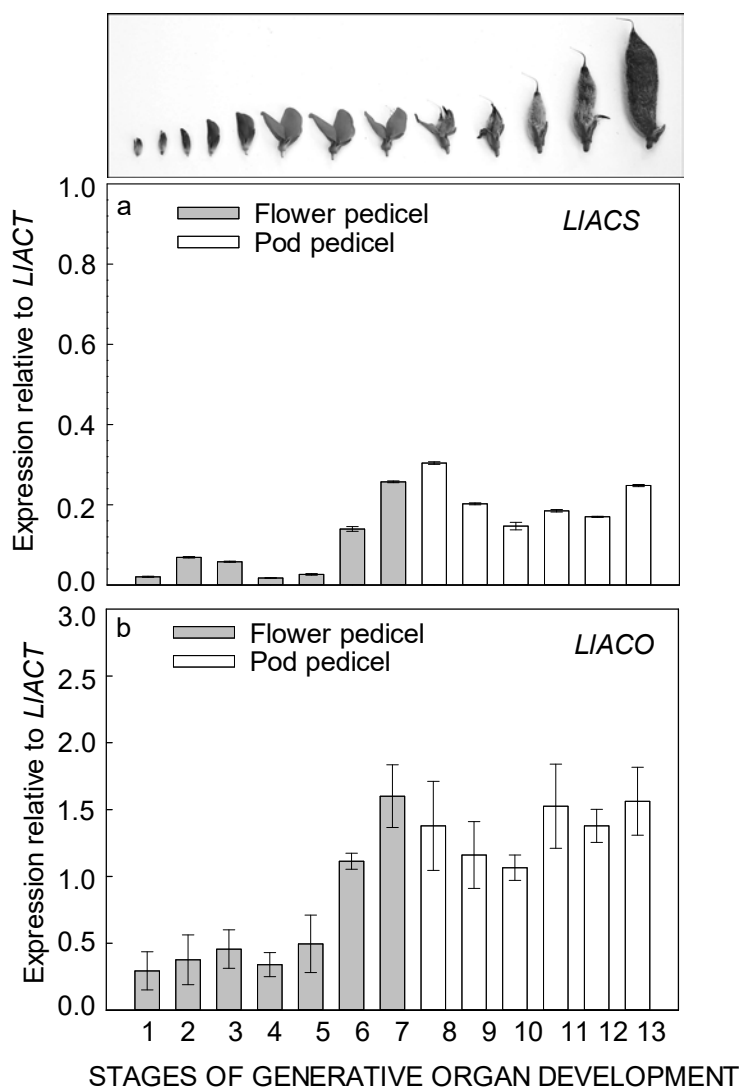 a
Flower pedicel
Pod pedicel
LlACS
1.0
0.8
0.6
0.4
0.2
0.0
Expression relative to LlACT
b
Flower pedicel
Pod pedicel
LlACO
3.0
2.5
2.0
1.5
1.0
0.5
0.0
Expression relative to LlACT
1 2 3 4 5 6 7 8 9 10 11 12 13
STAGES OF GENERATIVE ORGAN DEVELOPMENT